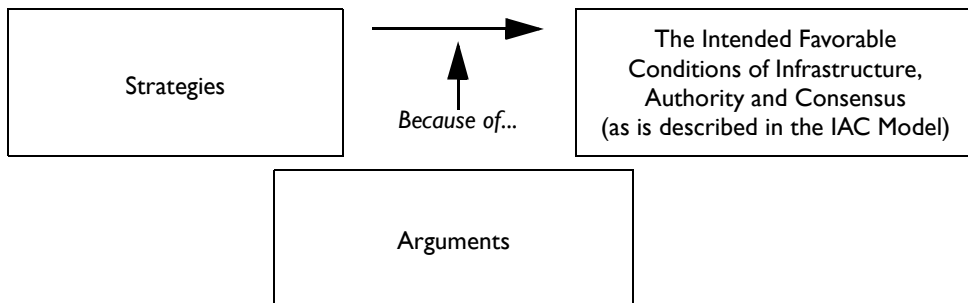 Strategies
Because of...
The Intended Favorable
Conditions of Infrastructure,
Authority and Consensus
(as is described in the IAC Model)
Arguments